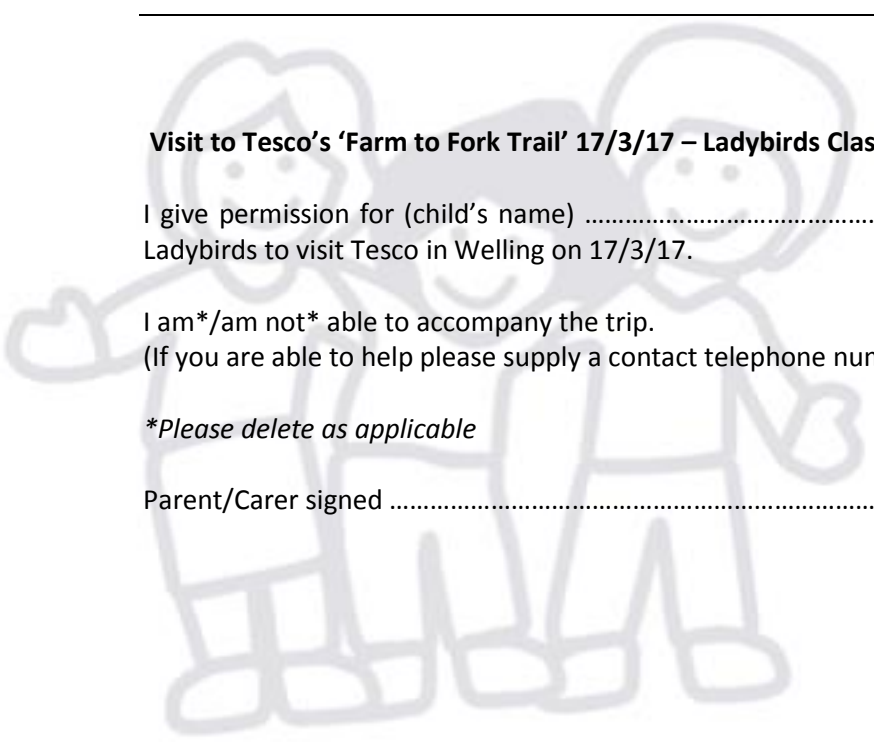 Visit to Tesco's 'Farm to Fork Trail' 17/3/17 – Ladybirds Clas
I give permission for (child's name) ……………………………………
Ladybirds to visit Tesco in Welling on 17/3/17.
I am*/am not* able to accompany the trip.
(If you are able to help please supply a contact telephone num
*Please delete as applicable
Parent/Carer signed ………………………………………………………………